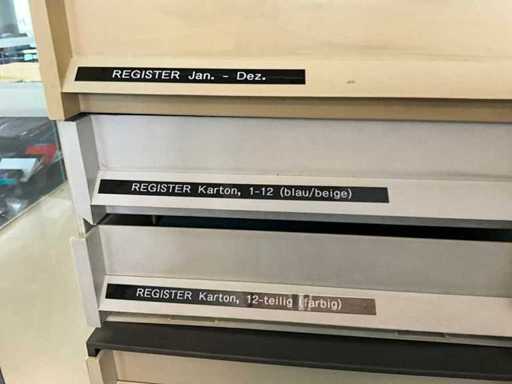 REGISTER Jan. - Dez.
REGISTER Karton, 1-12 (blau/beige)
REGISTER Karton, 12-teilig (farbig)